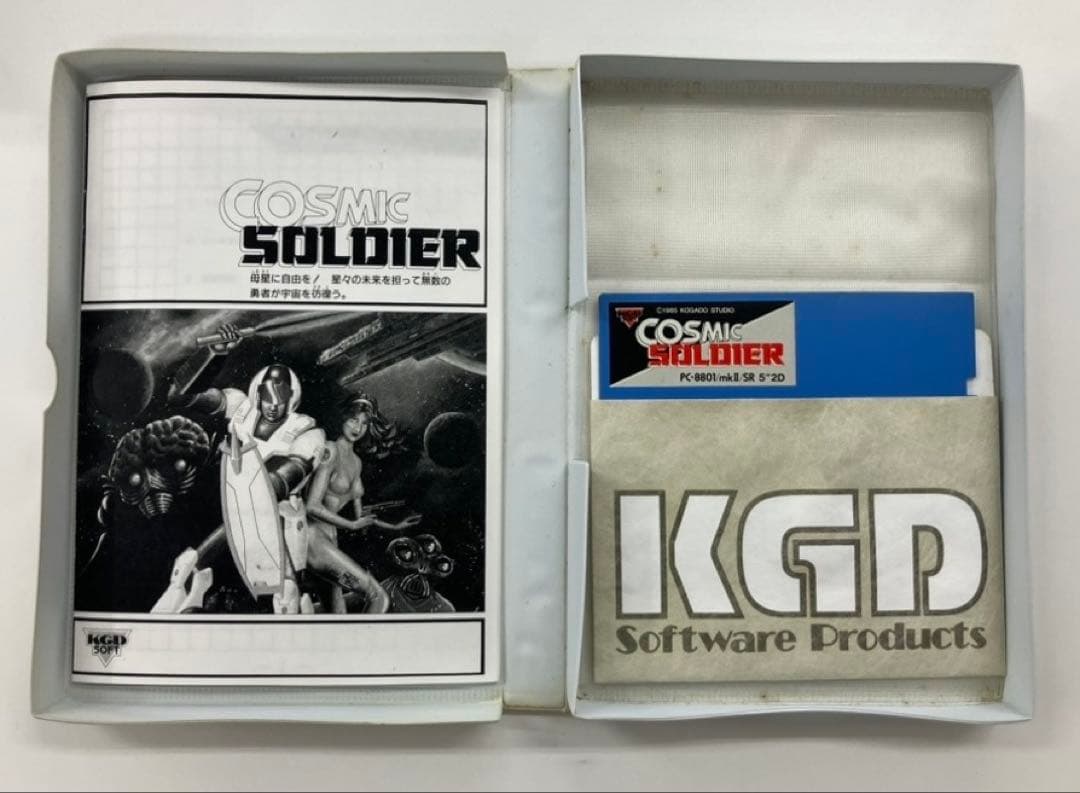 COSMIC
SOLDIER
母星に自由を! 星々の未来を担って無数の
勇者が宇宙を彷徨う。
KGD
SOFT
©1985 KOGADO STUDIO
COSMIC
SOLDIER
PC-8801/mkII/SR 5"2D
KGD
Software Products